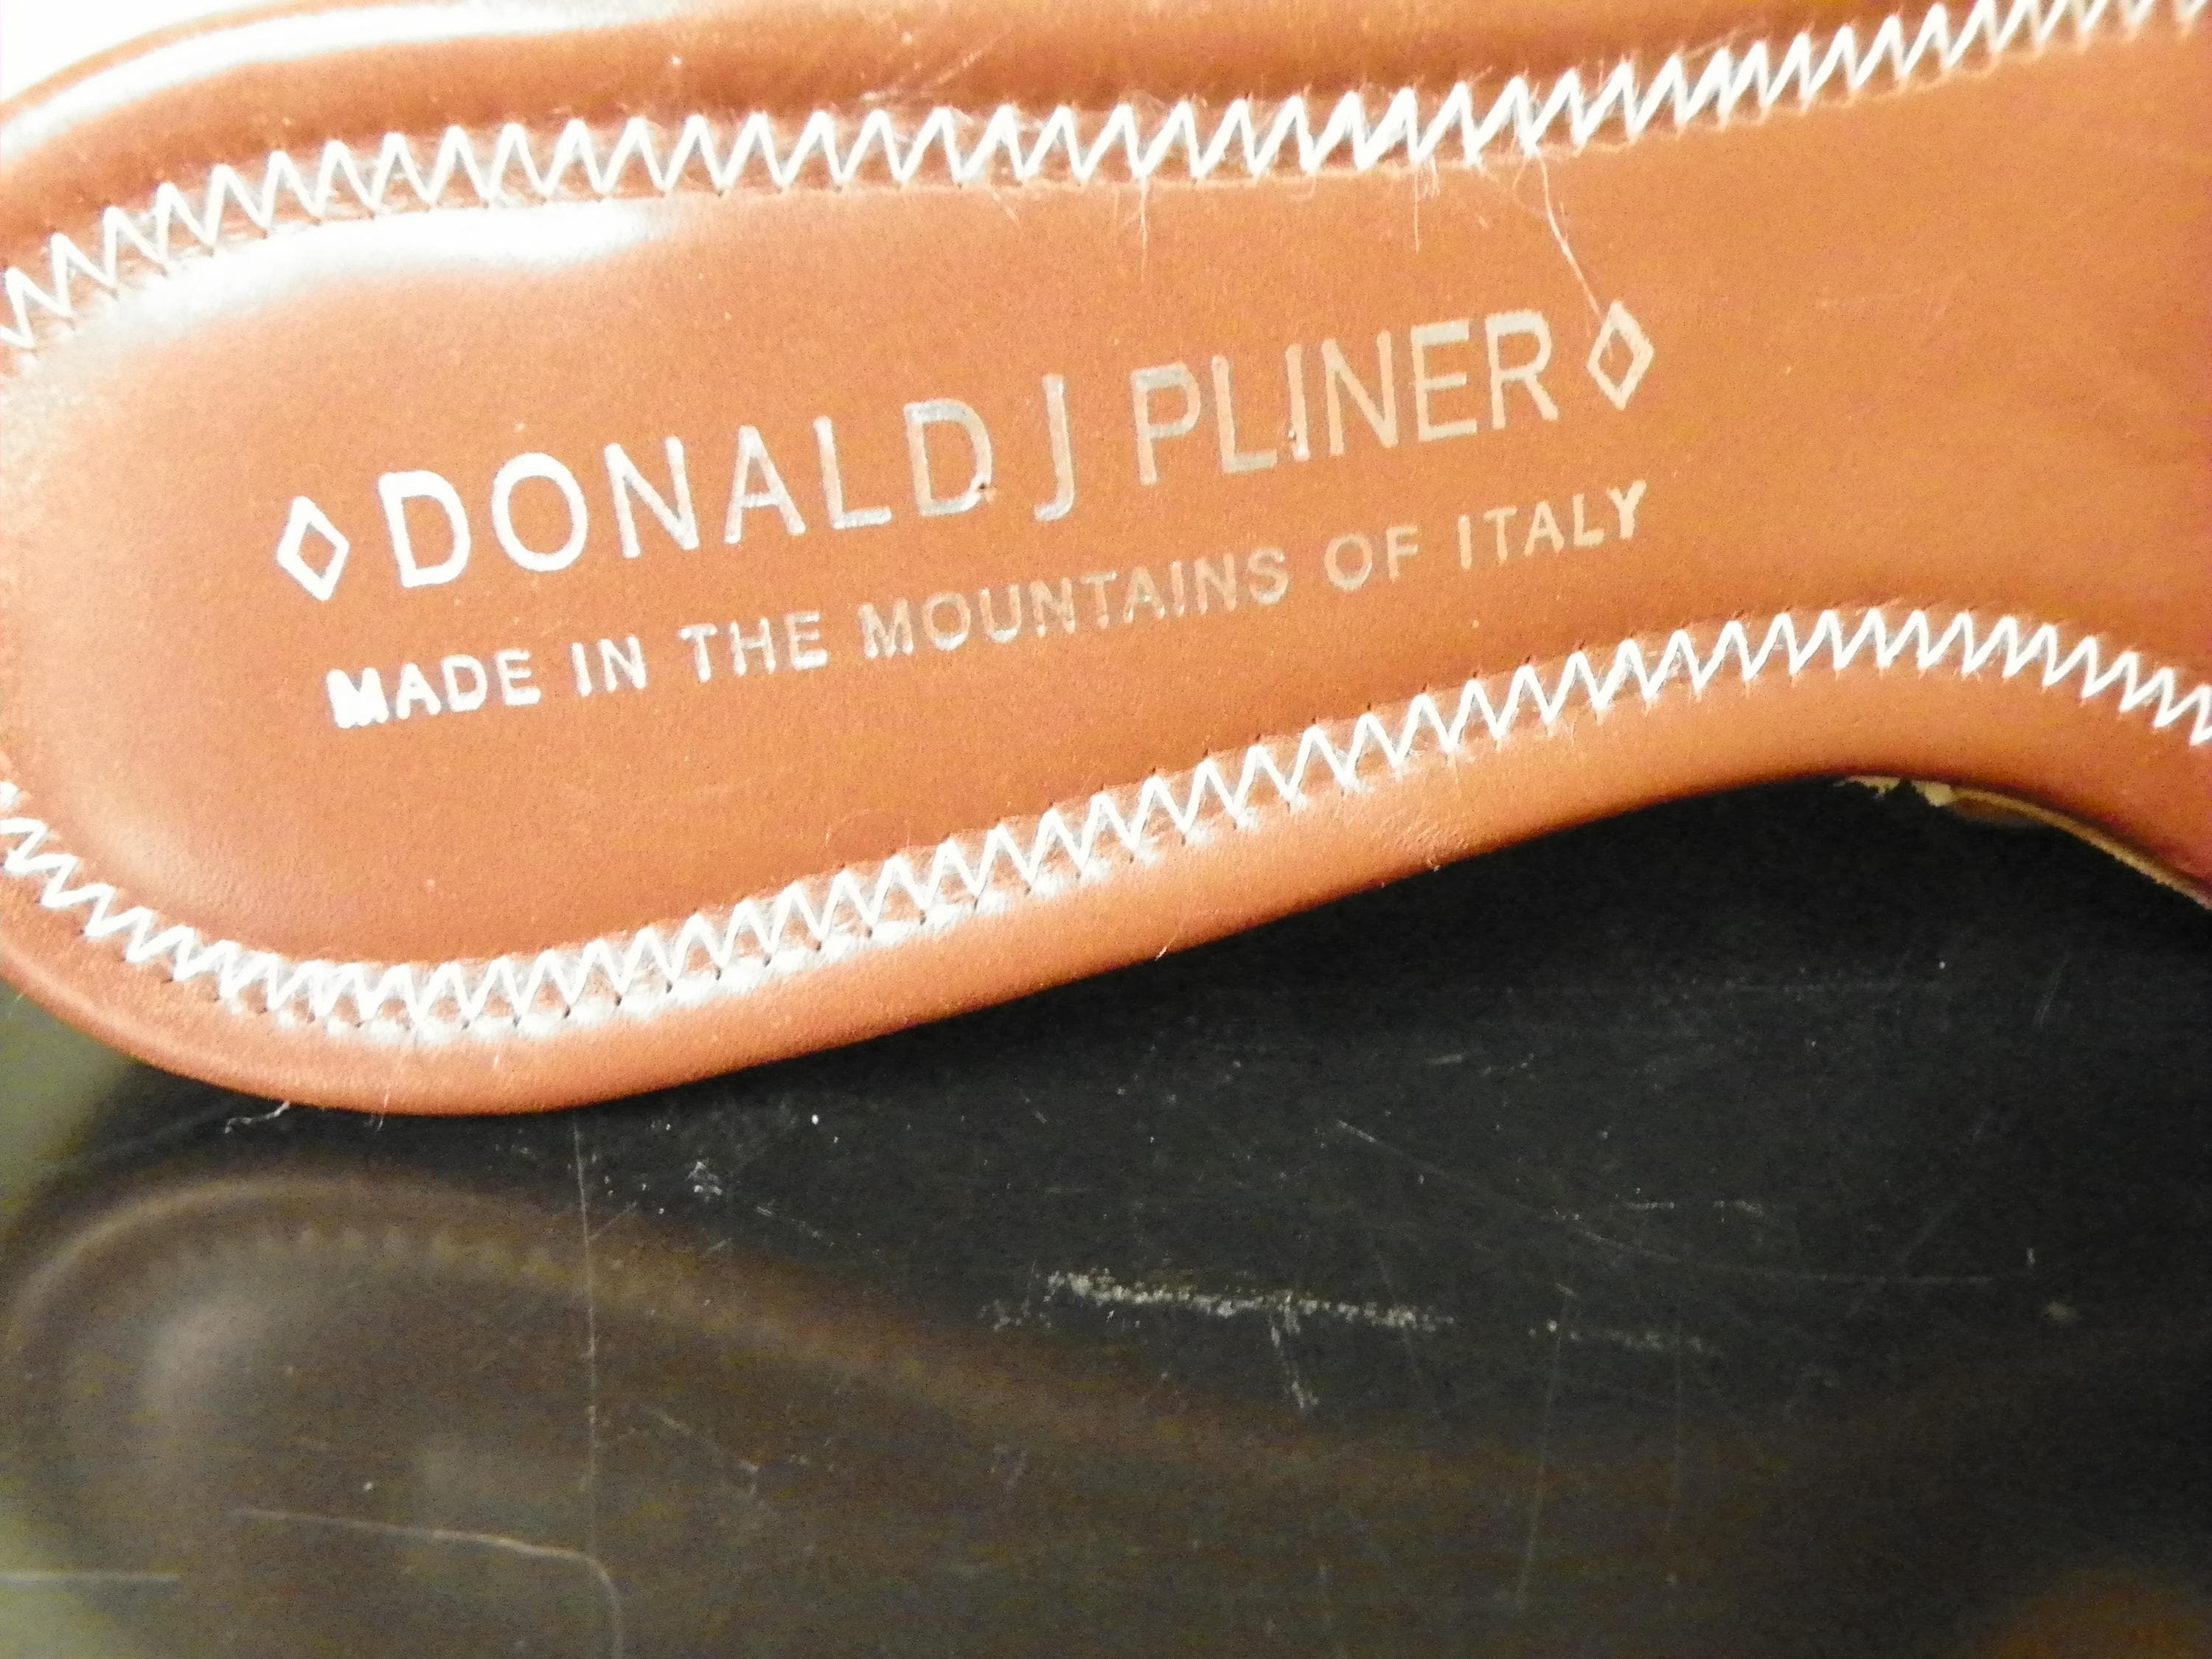 ◇ DONALD J PLINER ◇
MADE IN THE MOUNTAINS OF ITALY